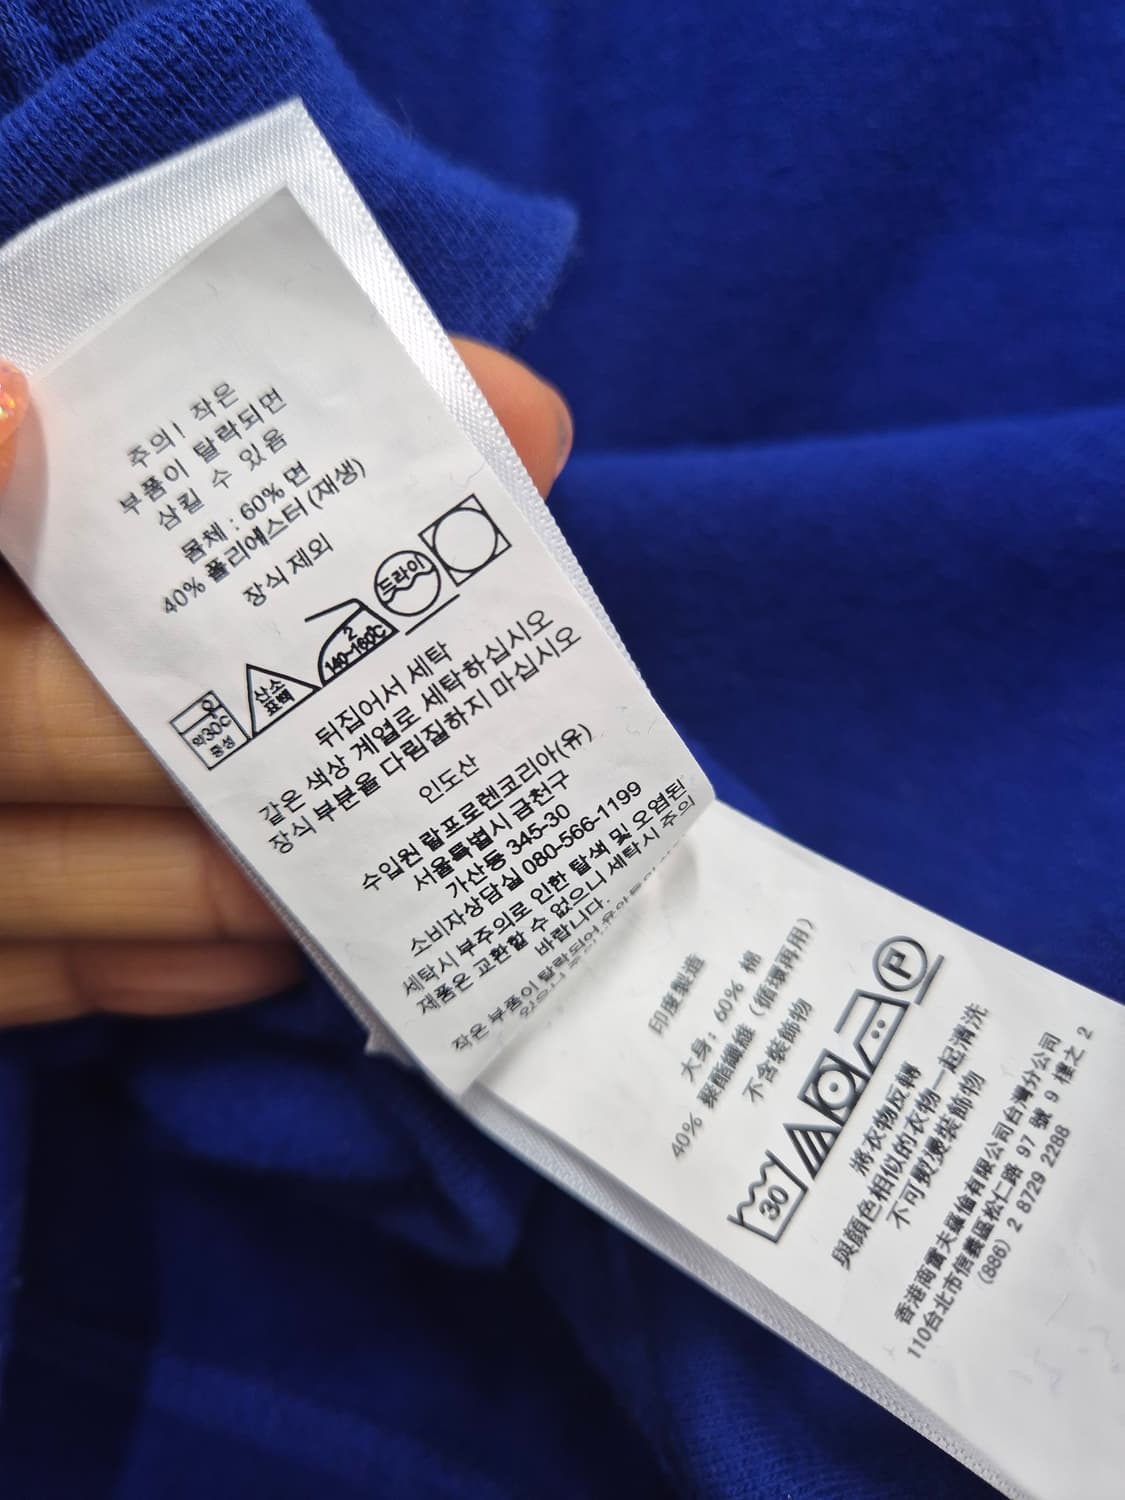 주의! 작은
부품이 탈락되면
삼킬 수 있음
몸체 : 60% 면
40% 폴리에스터 (재생)
장식 제외
약30℃
중성
산소
표백
2
140~160℃
드라이
뒤집어서 세탁
같은 색상 계열로 세탁하십시오
장식 부분을 다림질하지 마십시오
인도산
수입원 랄프로렌코리아(유)
서울특별시 금천구
가산동 345-30
소비자상담실 080-566-1199
세탁시 부주의로 인한 탈색 및 오염된
제품은 교환할 수 없으니 세탁시 주의
바랍니다.
작은 부품이 탈락되어
印度製造
大身: 60% 棉
40% 聚酯纖維 (循環再用)
不含裝飾物
30
P
將衣物反轉
與顏色相似的衣物一起清洗
不可熨燙裝飾物
香港商雷夫羅倫有限公司台灣分公司
110台北市信義區松仁路 97 號 9 樓之 2
(886) 2 8729 2288